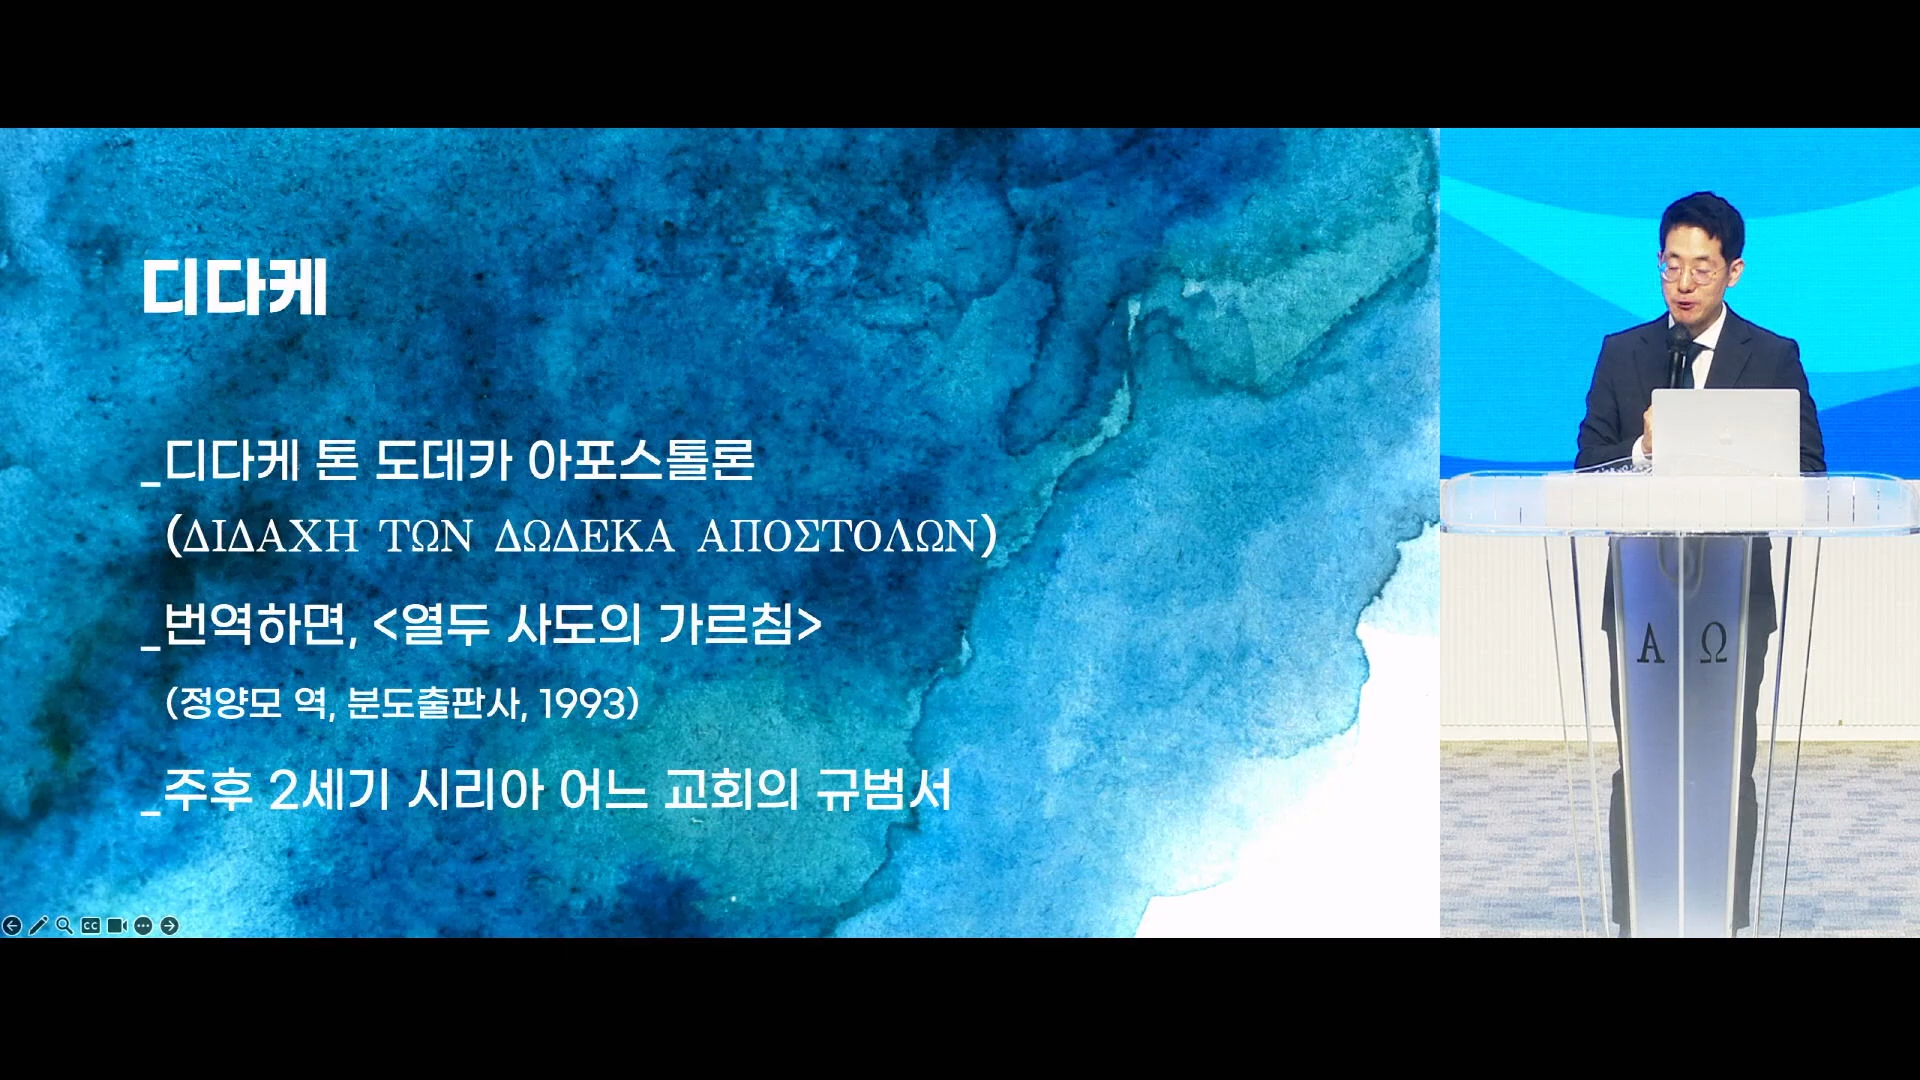 디다케
_디다케 톤 도데카 아포스톨론
(ΔΙΔΑΧΗ ΤΩΝ ΔΩΔΕΚΑ ΑΠΟΣΤΟΛΩΝ)
_번역하면, <열두 사도의 가르침>
(정양모 역, 분도출판사, 1993)
_주후 2세기 시리아 어느 교회의 규범서
CC
Α Ω